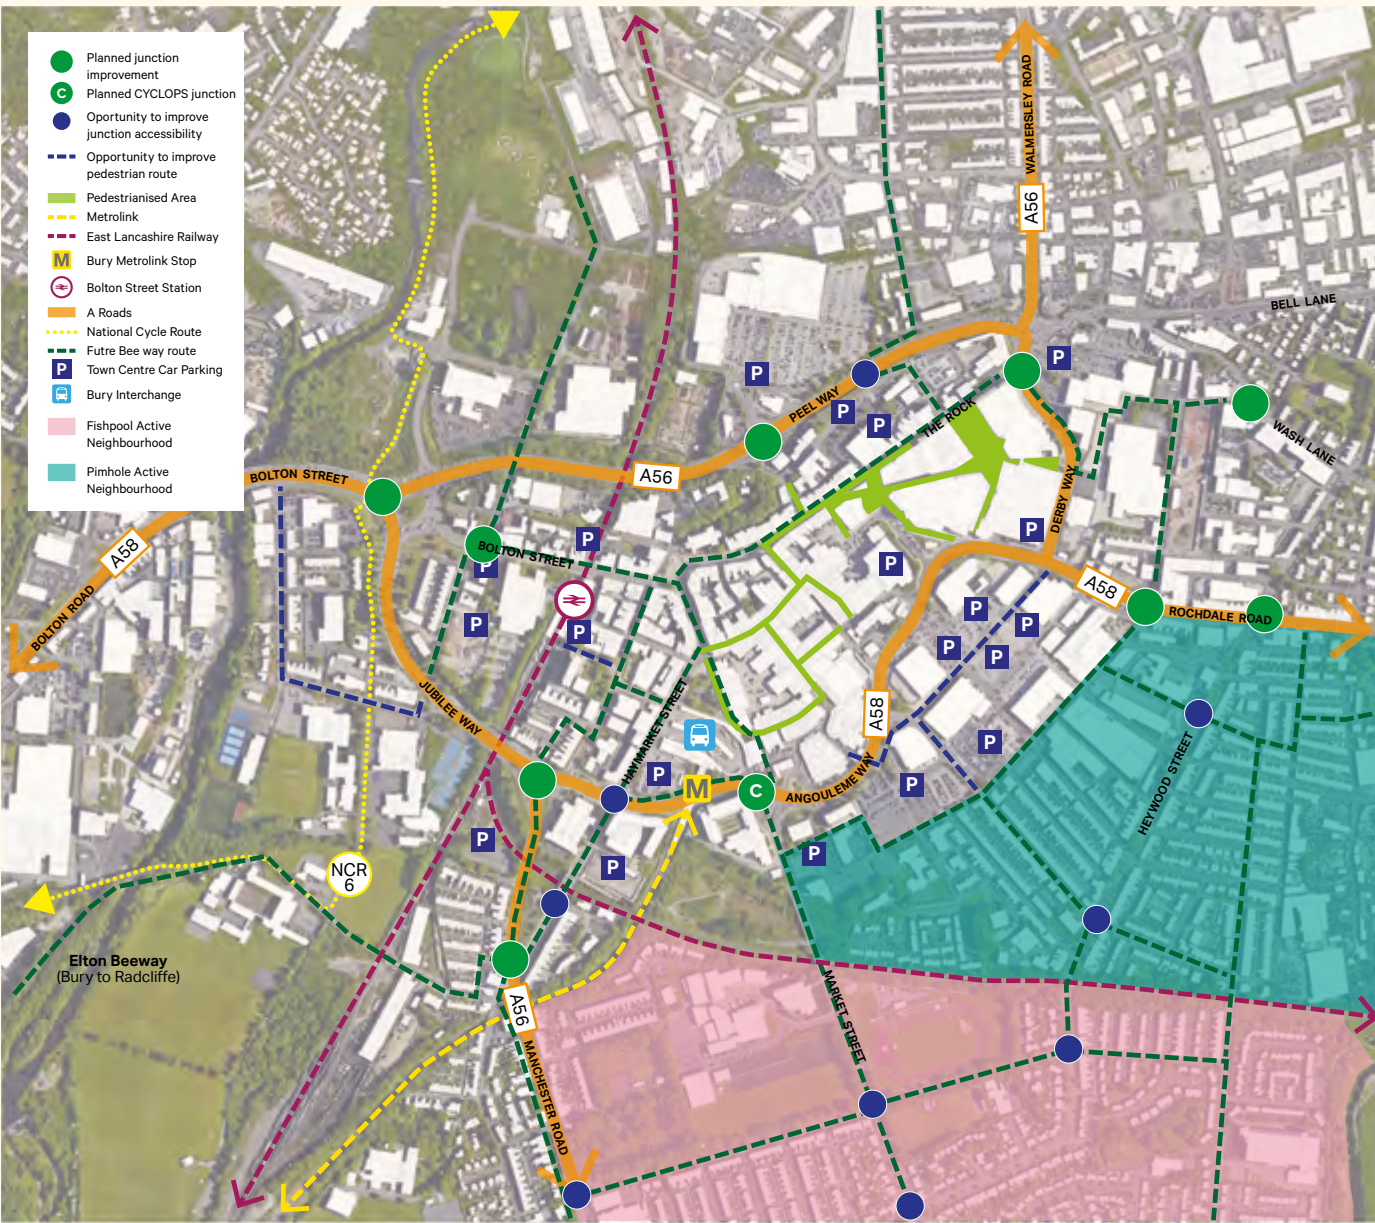 Planned junction
improvement
C Planned CYCLOPS junction
Oportunity to improve
junction accessibility
Opportunity to improve
pedestrian route
Pedestrianised Area
Metrolink
East Lancashire Railway
M Bury Metrolink Stop
Bolton Street Station
A Roads
National Cycle Route
Futre Bee way route
P Town Centre Car Parking
Bury Interchange
Fishpool Active
Neighbourhood
Pimhole Active
Neighbourhood
WALMERSLEY ROAD
A56
BELL LANE
P
P
PEEL WAY
P
P
THE ROCK
WASH LANE
BOLTON STREET
A56
DERBY WAY
A58
BOLTON ROAD
BOLTON STREET
P
P
P
P
A58
ROCHDALE ROAD
P
P
P
P
P
P
JUBILEE WAY
HAYMARKET STREET
A58
P
HEYWOOD STREET
P
M
C
ANGOULEME WAY
P
P
P
P
NCR
6
Elton Beeway
(Bury to Radcliffe)
A56
MARKET STREET
MANCHESTER ROAD